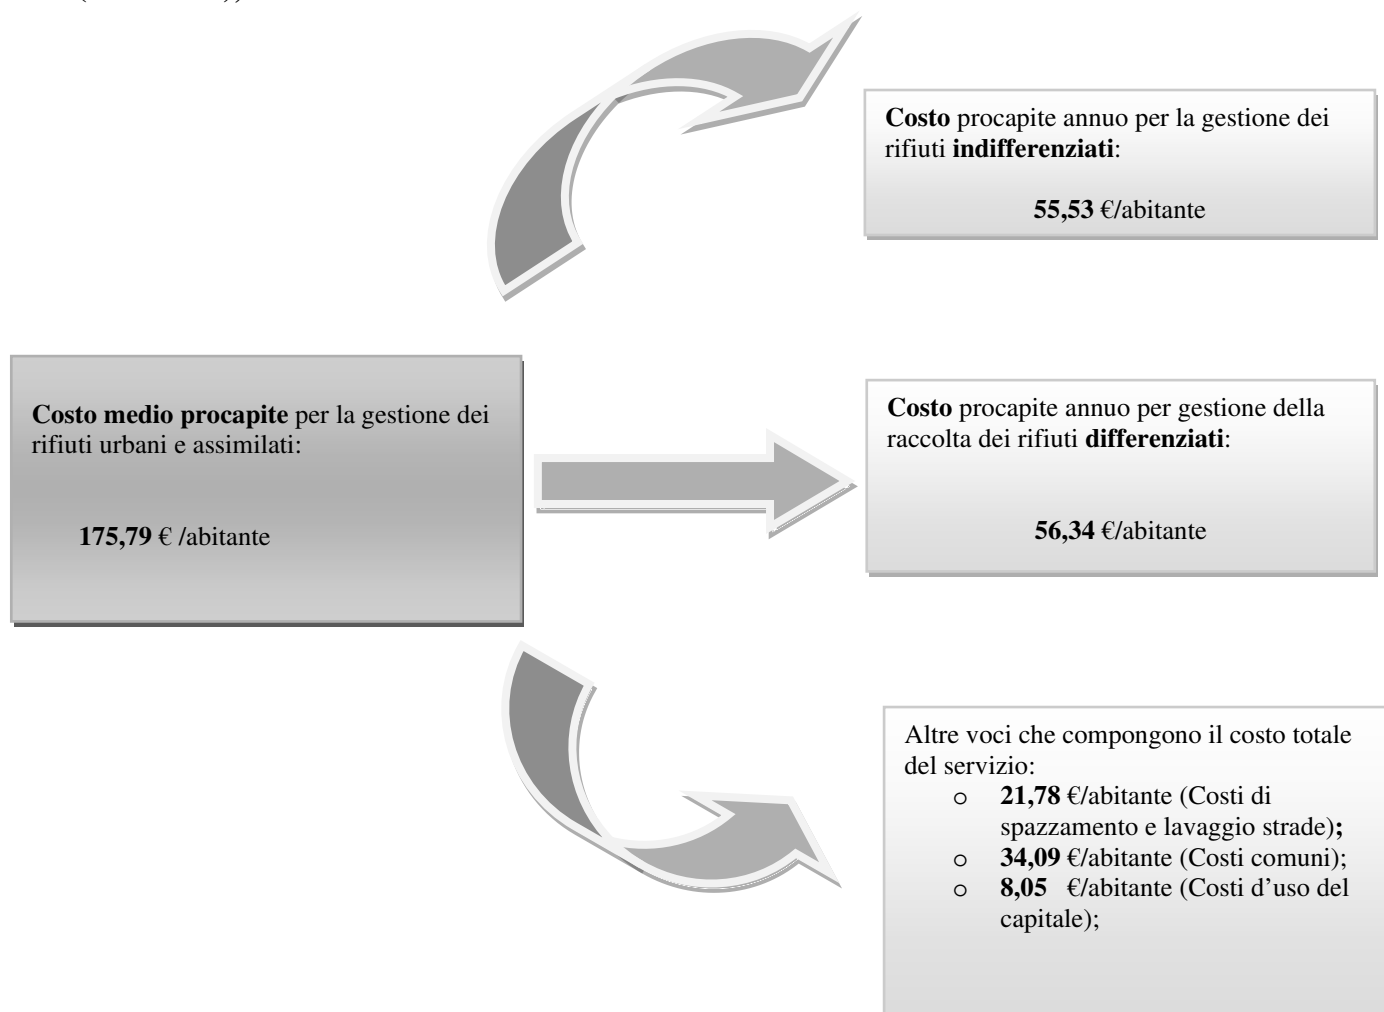 Costo procapite annuo per la gestione dei
rifiuti indifferenziati:
55,53 €/abitante
Costo medio procapite per la gestione dei
rifiuti urbani e assimilati:
175,79 € /abitante
Costo procapite annuo per gestione della
raccolta dei rifiuti differenziati:
56,34 €/abitante
Altre voci che compongono il costo totale
del servizio:
o 21,78 €/abitante (Costi di
spazzamento e lavaggio strade);
o 34,09 €/abitante (Costi comuni);
o 8,05 €/abitante (Costi d’uso del
capitale);